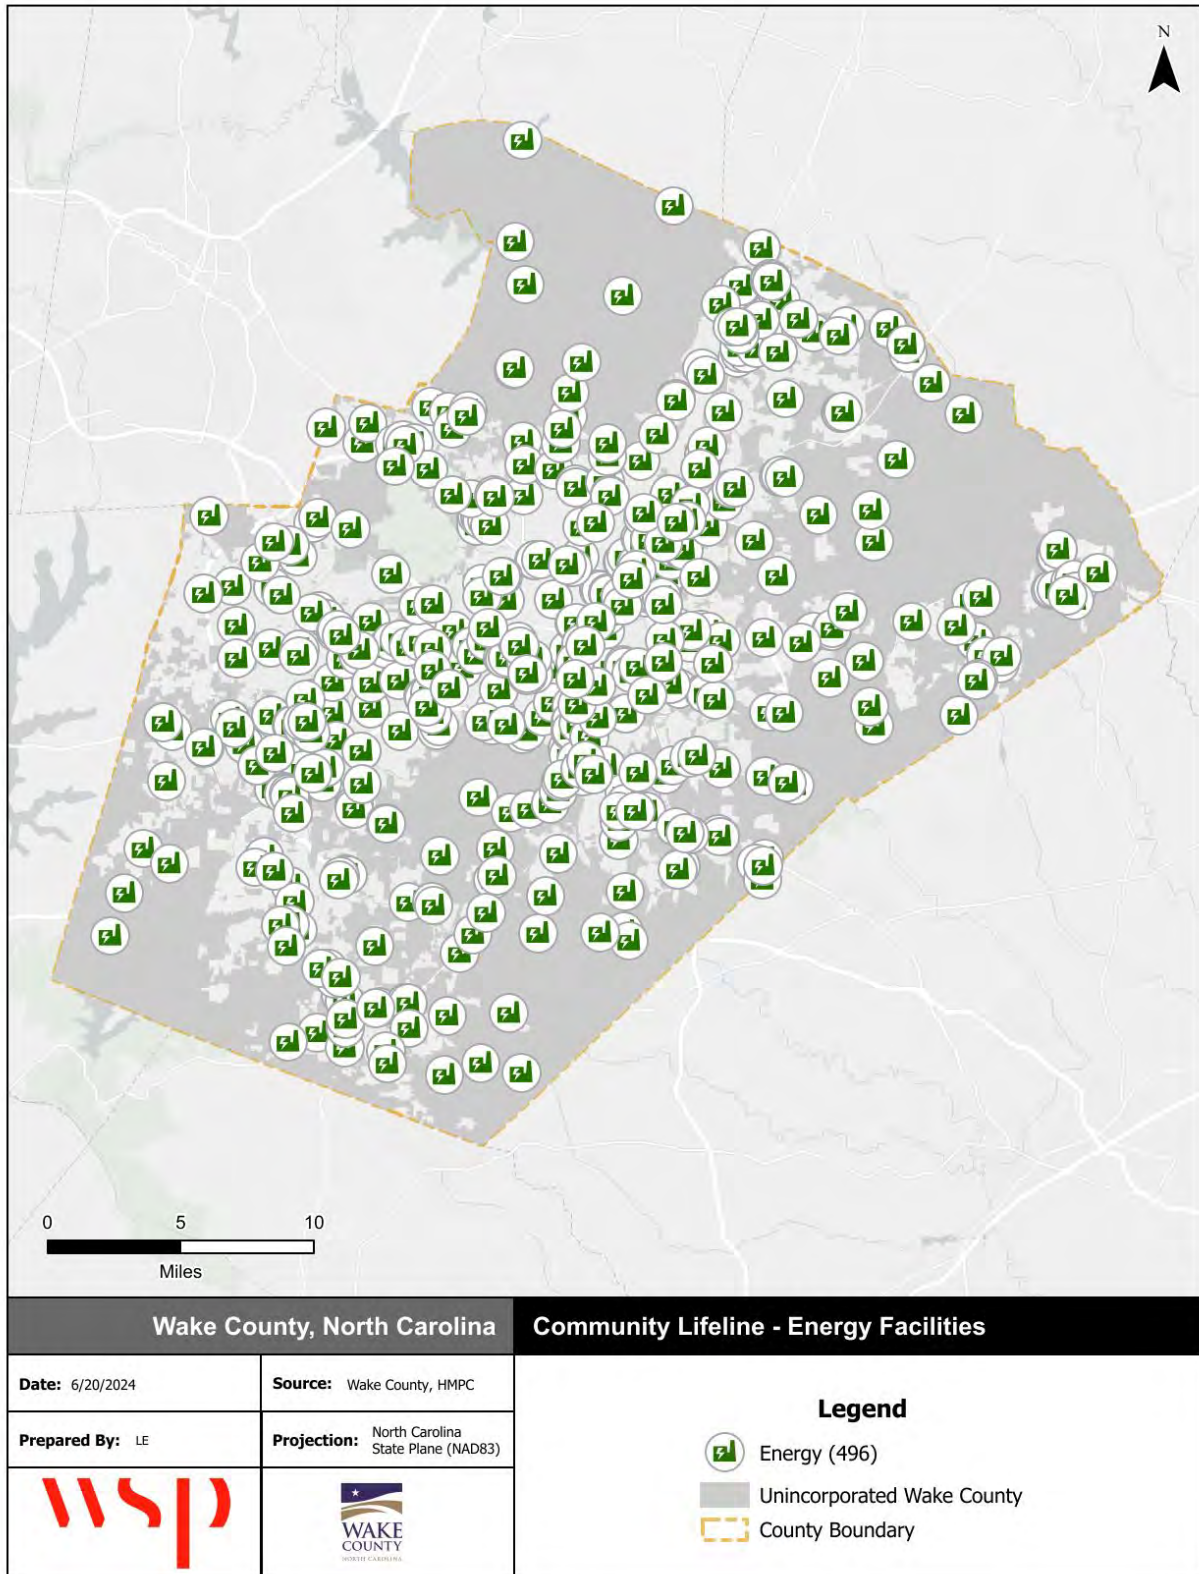 N
0 5 10
Miles
Wake County, North Carolina
Community Lifeline - Energy Facilities
Date: 6/20/2024
Source: Wake County, HMPC
Prepared By: LE
Projection: North Carolina
State Plane (NAD83)
wsp
WAKE
COUNTY
NORTH CAROLINA
Legend
Energy (496)
Unincorporated Wake County
County Boundary